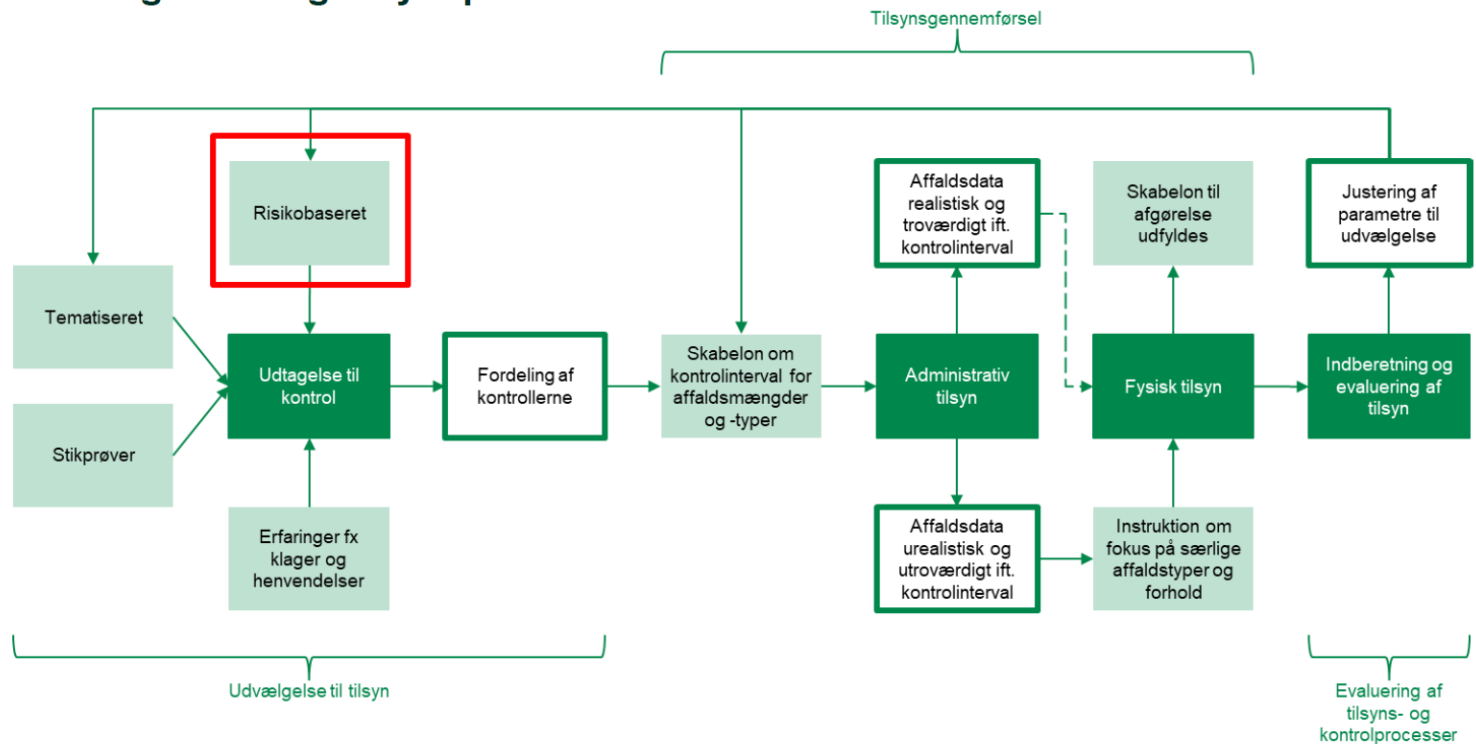 Tilsynsgennemførsel
Risikobaseret
Affaldsdata
realistisk og
troværdigt ift.
kontrolinterval
Skabelon til
afgørelse
udfyldes
Justering af
parametre til
udvælgelse
Tematiseret
Udtagelse til
kontrol
Fordeling af
kontrollerne
Skabelon om
kontrolinterval for
affaldsmængder
og -typer
Administrativ
tilsyn
Fysisk tilsyn
Indberetning og
evaluering af
tilsyn
Stikprøver
Erfaringer fx
klager og
henvendelser
Affaldsdata
urealistisk og
utroværdigt ift.
kontrolinterval
Instruktion om
fokus på særlige
affaldstyper og
forhold
Udvælgelse til tilsyn
Evaluering af
tilsyns- og
kontrolprocesser